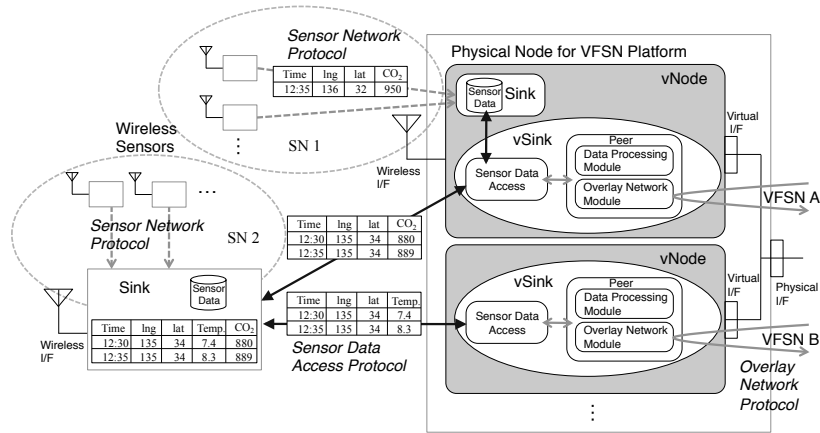 Sensor Network
Protocol
Time lng lat CO2
12:35 136 32 950
SN 1
Wireless
Sensors
Sensor Network
Protocol
SN 2
Sink
Sensor
Data
Wireless
I/F
Time lng lat Temp. CO2
12:30 135 34 7.4 880
12:35 135 34 8.3 889
Time lng lat CO2
12:30 135 34 880
12:35 135 34 889
Time lng lat Temp.
12:30 135 34 7.4
12:35 135 34 8.3
Sensor Data
Access Protocol
Physical Node for VFSN Platform
vNode
Sensor
Data
Sink
Wireless
I/F
vSink
Sensor Data
Access
Peer
Data Processing
Module
Overlay Network
Module
Virtual
I/F
VFSN A
vNode
vSink
Sensor Data
Access
Peer
Data Processing
Module
Overlay Network
Module
Virtual
I/F
Physical
I/F
VFSN B
Overlay
Network
Protocol